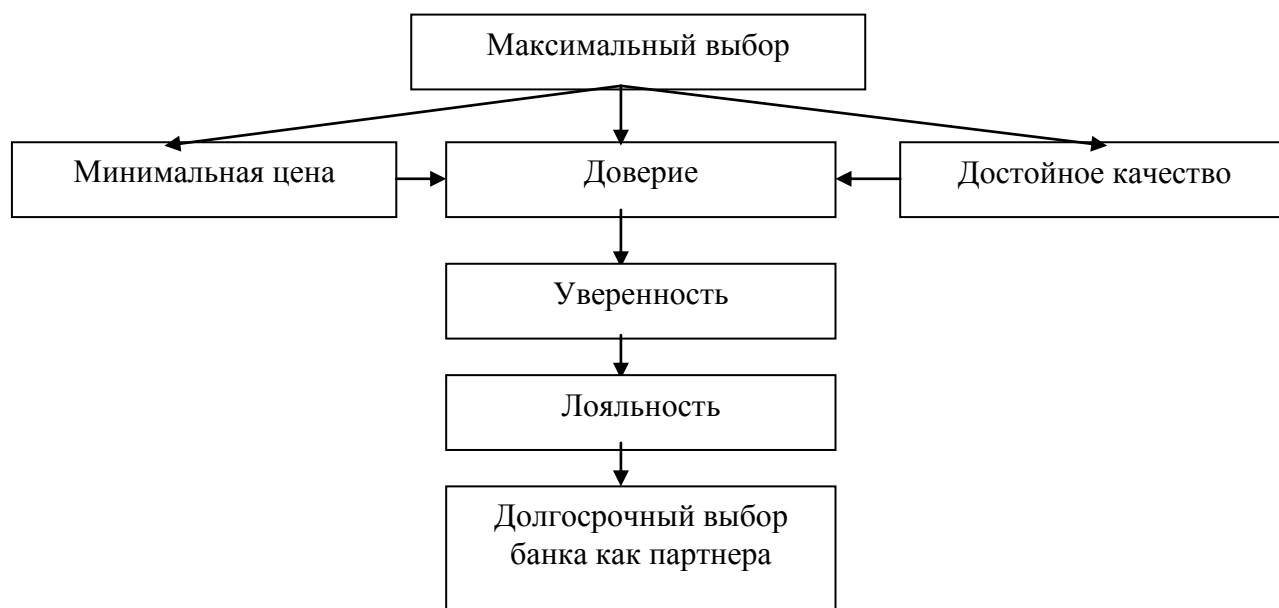 Максимальный выбор
Минимальная цена
Доверие
Достойное качество
Уверенность
Лояльность
Долгосрочный выбор
банка как партнера